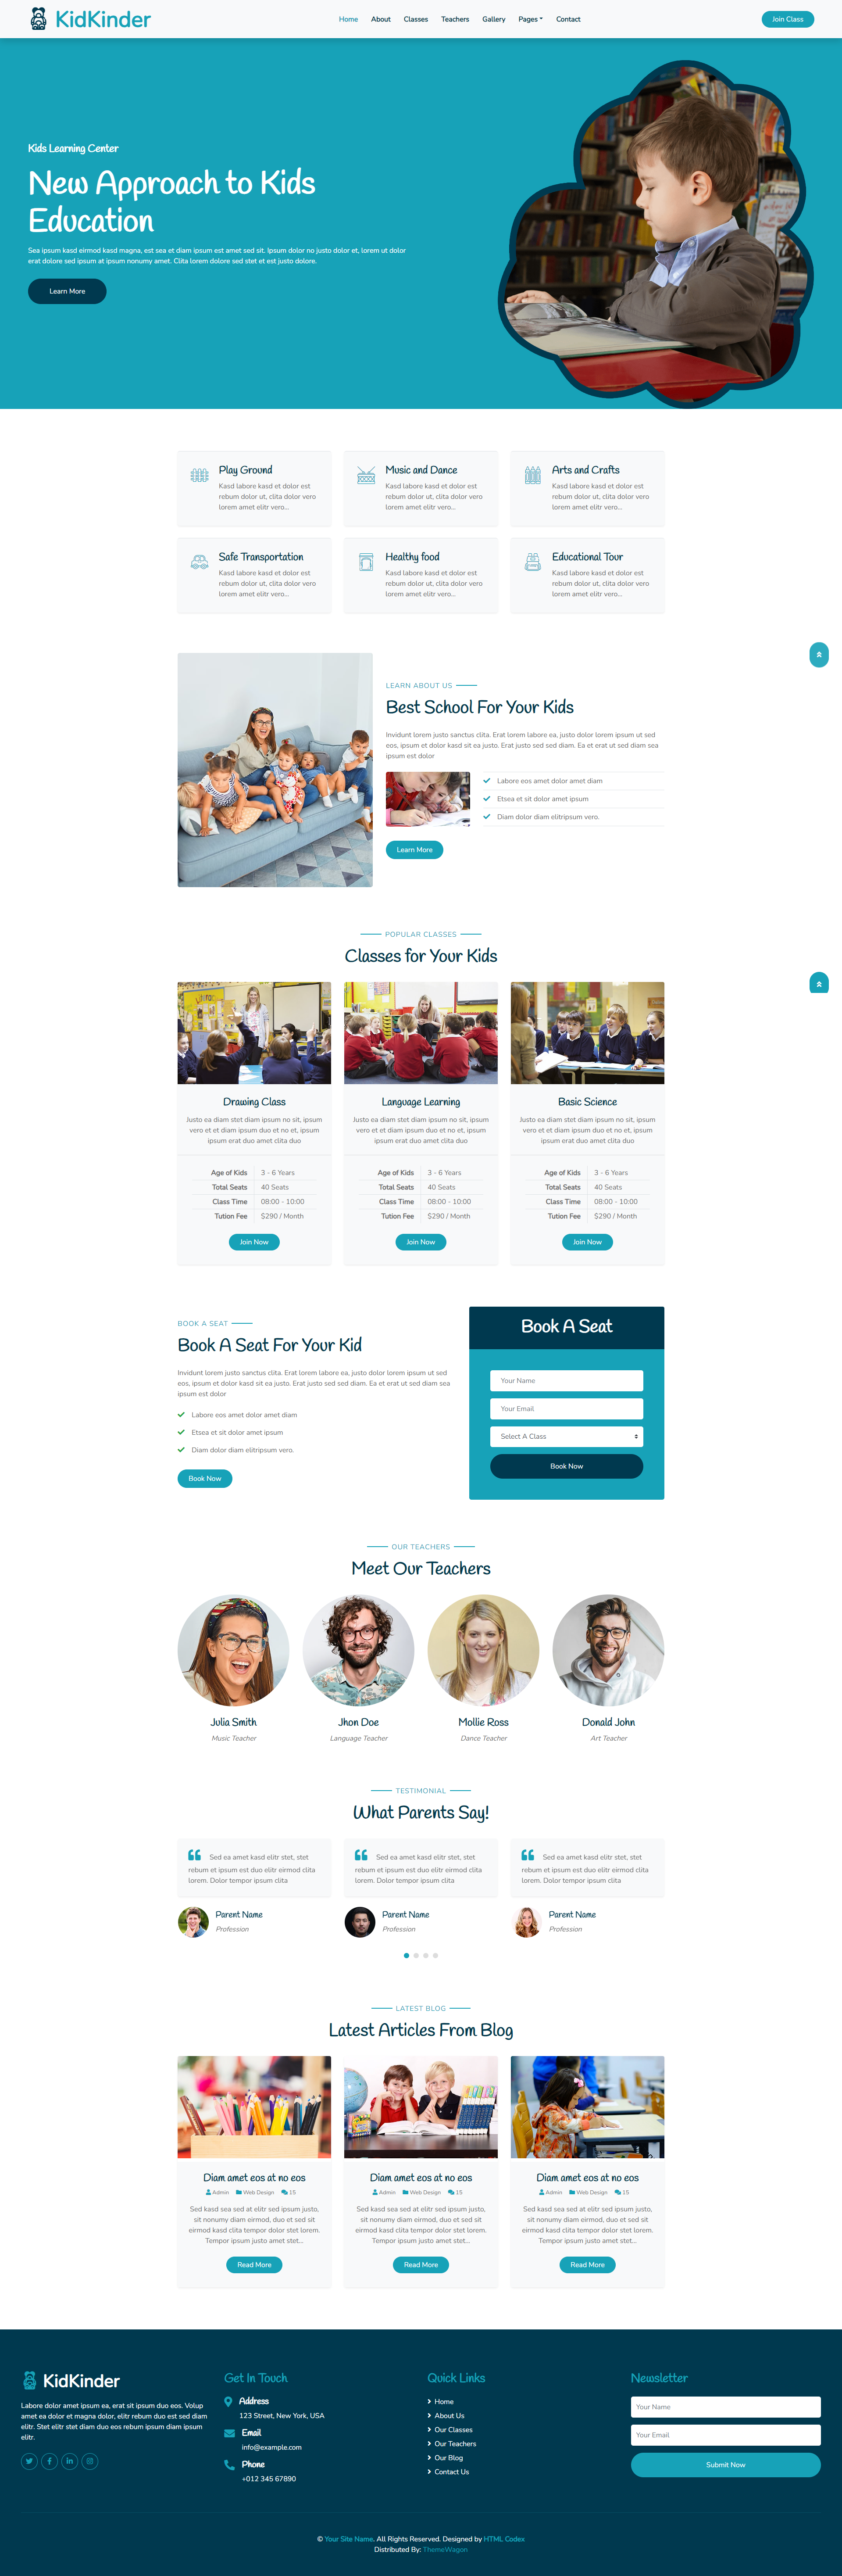 KidKinder
Home
About
Classes
Teachers
Gallery
Pages
Contact
Join Class
Kids Learning Center
New Approach to Kids
Education
Sea ipsum kasd eirmod kasd magna, est sea et diam ipsum est amet sed sit. Ipsum dolor no justo dolor et, lorem ut dolor
erat dolore sed ipsum at ipsum nonumy amet. Clita lorem dolore sed stet et est justo dolore.
Learn More
Play Ground
Kasd labore kasd et dolor est
rebum dolor ut, clita dolor vero
lorem amet elitr vero...
Music and Dance
Kasd labore kasd et dolor est
rebum dolor ut, clita dolor vero
lorem amet elitr vero...
Arts and Crafts
Kasd labore kasd et dolor est
rebum dolor ut, clita dolor vero
lorem amet elitr vero...
Safe Transportation
Kasd labore kasd et dolor est
rebum dolor ut, clita dolor vero
lorem amet elitr vero...
Healthy food
Kasd labore kasd et dolor est
rebum dolor ut, clita dolor vero
lorem amet elitr vero...
Educational Tour
Kasd labore kasd et dolor est
rebum dolor ut, clita dolor vero
lorem amet elitr vero...
LEARN ABOUT US
Best School For Your Kids
Invidunt lorem justo sanctus clita. Erat lorem labore ea, justo dolor lorem ipsum ut sed
eos, ipsum et dolor kasd sit ea justo. Erat justo sed sed diam. Ea et erat ut sed diam sea
ipsum est dolor
Labore eos amet dolor amet diam
Etsea et sit dolor amet ipsum
Diam dolor diam elitripsum vero.
Learn More
POPULAR CLASSES
Classes for Your Kids
Drawing Class
Justo ea diam stet diam ipsum no sit, ipsum
vero et et diam ipsum duo et no et, ipsum
ipsum erat duo amet clita duo
Age of Kids 3 - 6 Years
Total Seats 40 Seats
Class Time 08:00 - 10:00
Tution Fee $290 / Month
Join Now
Language Learning
Justo ea diam stet diam ipsum no sit, ipsum
vero et et diam ipsum duo et no et, ipsum
ipsum erat duo amet clita duo
Age of Kids 3 - 6 Years
Total Seats 40 Seats
Class Time 08:00 - 10:00
Tution Fee $290 / Month
Join Now
Basic Science
Justo ea diam stet diam ipsum no sit, ipsum
vero et et diam ipsum duo et no et, ipsum
ipsum erat duo amet clita duo
Age of Kids 3 - 6 Years
Total Seats 40 Seats
Class Time 08:00 - 10:00
Tution Fee $290 / Month
Join Now
BOOK A SEAT
Book A Seat For Your Kid
Invidunt lorem justo sanctus clita. Erat lorem labore ea, justo dolor lorem ipsum ut sed
eos, ipsum et dolor kasd sit ea justo. Erat justo sed sed diam. Ea et erat ut sed diam sea
ipsum est dolor
Labore eos amet dolor amet diam
Etsea et sit dolor amet ipsum
Diam dolor diam elitripsum vero.
Book Now
Book A Seat
Your Name
Your Email
Select A Class
Book Now
OUR TEACHERS
Meet Our Teachers
Julia Smith
Music Teacher
Jhon Doe
Language Teacher
Mollie Ross
Dance Teacher
Donald John
Art Teacher
TESTIMONIAL
What Parents Say!
Sed ea amet kasd elitr stet, stet
rebum et ipsum est duo elitr eirmod clita
lorem. Dolor tempor ipsum clita
Parent Name
Profession
Sed ea amet kasd elitr stet, stet
rebum et ipsum est duo elitr eirmod clita
lorem. Dolor tempor ipsum clita
Parent Name
Profession
Sed ea amet kasd elitr stet, stet
rebum et ipsum est duo elitr eirmod clita
lorem. Dolor tempor ipsum clita
Parent Name
Profession
LATEST BLOG
Latest Articles From Blog
Diam amet eos at no eos
Admin Web Design 15
Sed kasd sea sed at elitr sed ipsum justo,
sit nonumy diam eirmod, duo et sed sit
eirmod kasd clita tempor dolor stet lorem.
Tempor ipsum justo amet stet...
Read More
Diam amet eos at no eos
Admin Web Design 15
Sed kasd sea sed at elitr sed ipsum justo,
sit nonumy diam eirmod, duo et sed sit
eirmod kasd clita tempor dolor stet lorem.
Tempor ipsum justo amet stet...
Read More
Diam amet eos at no eos
Admin Web Design 15
Sed kasd sea sed at elitr sed ipsum justo,
sit nonumy diam eirmod, duo et sed sit
eirmod kasd clita tempor dolor stet lorem.
Tempor ipsum justo amet stet...
Read More
KidKinder
Labore dolor amet ipsum ea, erat sit ipsum duo eos. Volup
amet ea dolor et magna dolor, elitr rebum duo est sed diam
elitr. Stet elitr stet diam duo eos rebum ipsum diam ipsum
elitr.
Get In Touch
Address
123 Street, New York, USA
Email
info@example.com
Phone
+012 345 67890
Quick Links
Home
About Us
Our Classes
Our Teachers
Our Blog
Contact Us
Newsletter
Your Name
Your Email
Submit Now
© Your Site Name. All Rights Reserved. Designed by HTML Codex
Distributed By: ThemeWagon